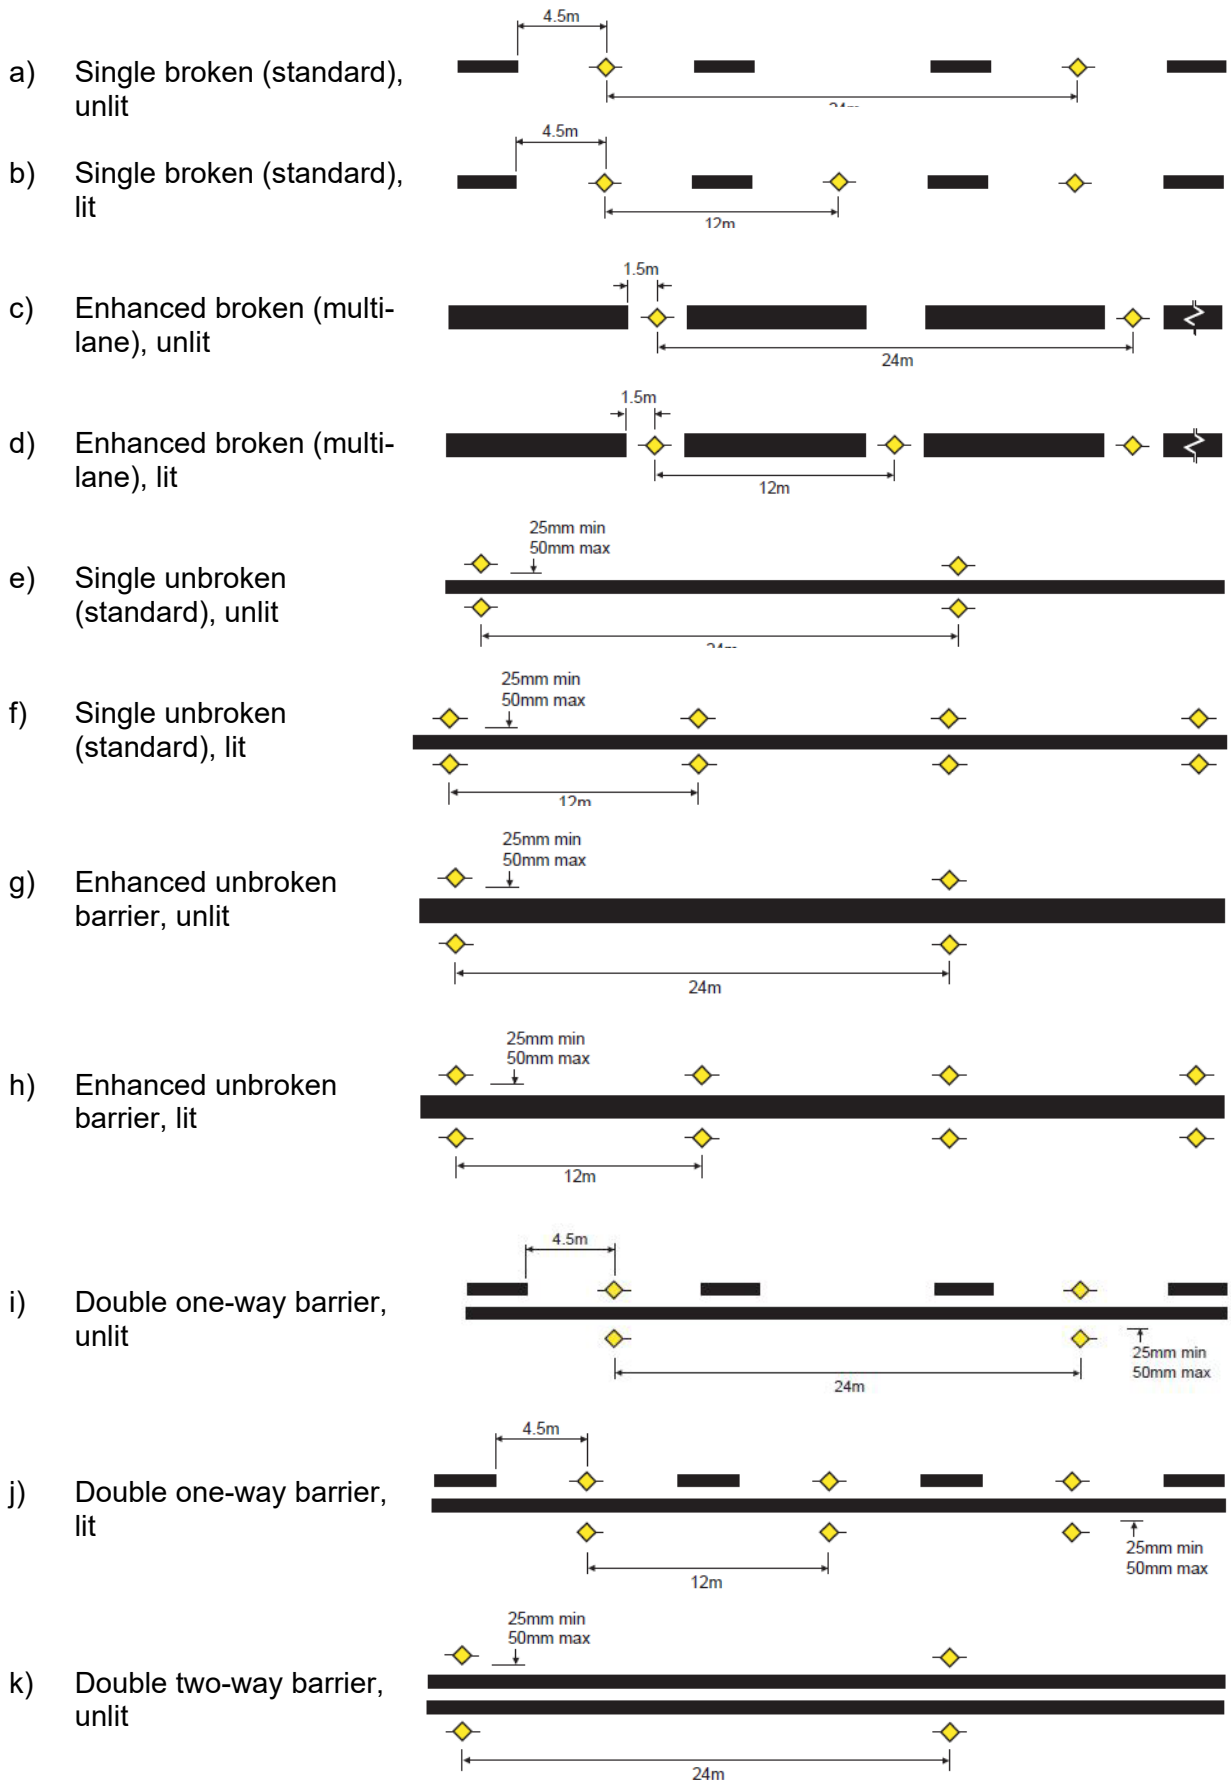 4.5m
a) Single broken (standard),
unlit
24m
4.5m
b) Single broken (standard),
lit
12m
1.5m
c) Enhanced broken (multi-
lane), unlit
24m
1.5m
d) Enhanced broken (multi-
lane), lit
12m
25mm min
50mm max
e) Single unbroken
(standard), unlit
24m
25mm min
50mm max
f) Single unbroken
(standard), lit
12m
25mm min
50mm max
g) Enhanced unbroken
barrier, unlit
24m
25mm min
50mm max
h) Enhanced unbroken
barrier, lit
12m
4.5m
i) Double one-way barrier,
unlit
25mm min
50mm max
24m
4.5m
j) Double one-way barrier,
lit
25mm min
50mm max
12m
25mm min
50mm max
k) Double two-way barrier,
unlit
24m